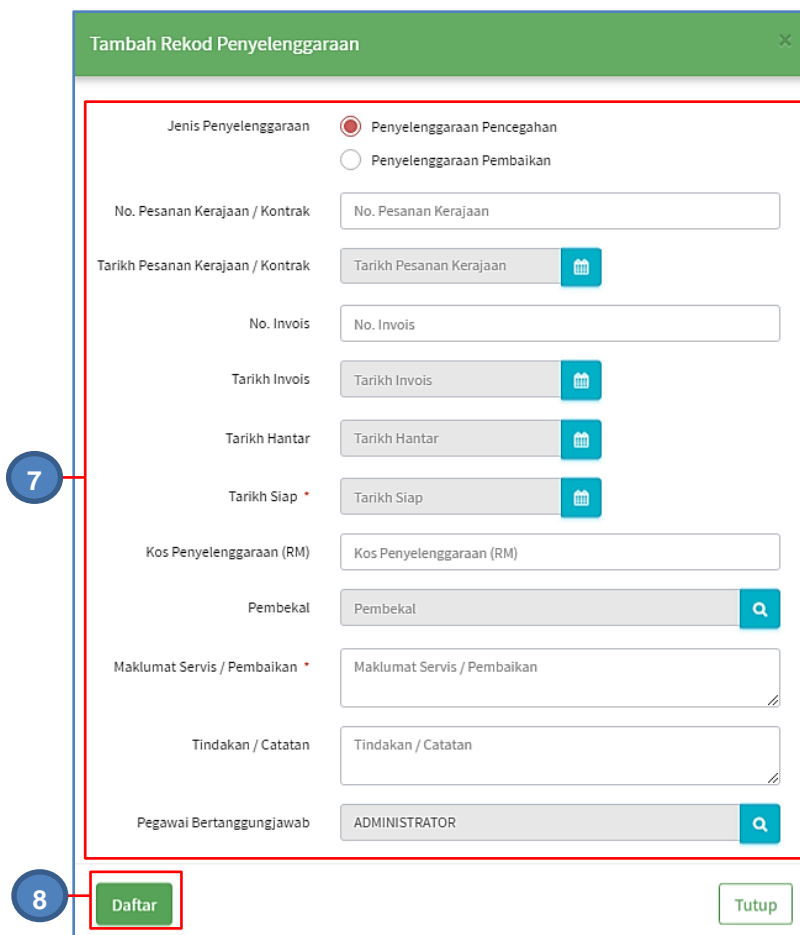 Tambah Rekod Penyelenggaraan ×
Jenis Penyelenggaraan Penyelenggaraan Pencegahan
Penyelenggaraan Pembaikan
No. Pesanan Kerajaan / Kontrak No. Pesanan Kerajaan
Tarikh Pesanan Kerajaan / Kontrak Tarikh Pesanan Kerajaan
No. Invois No. Invois
Tarikh Invois Tarikh Invois
Tarikh Hantar Tarikh Hantar
7
Tarikh Siap * Tarikh Siap
Kos Penyelenggaraan (RM) Kos Penyelenggaraan (RM)
Pembekal Pembekal
Maklumat Servis / Pembaikan * Maklumat Servis / Pembaikan
Tindakan / Catatan Tindakan / Catatan
Pegawai Bertanggungjawab ADMINISTRATOR
8 Daftar Tutup